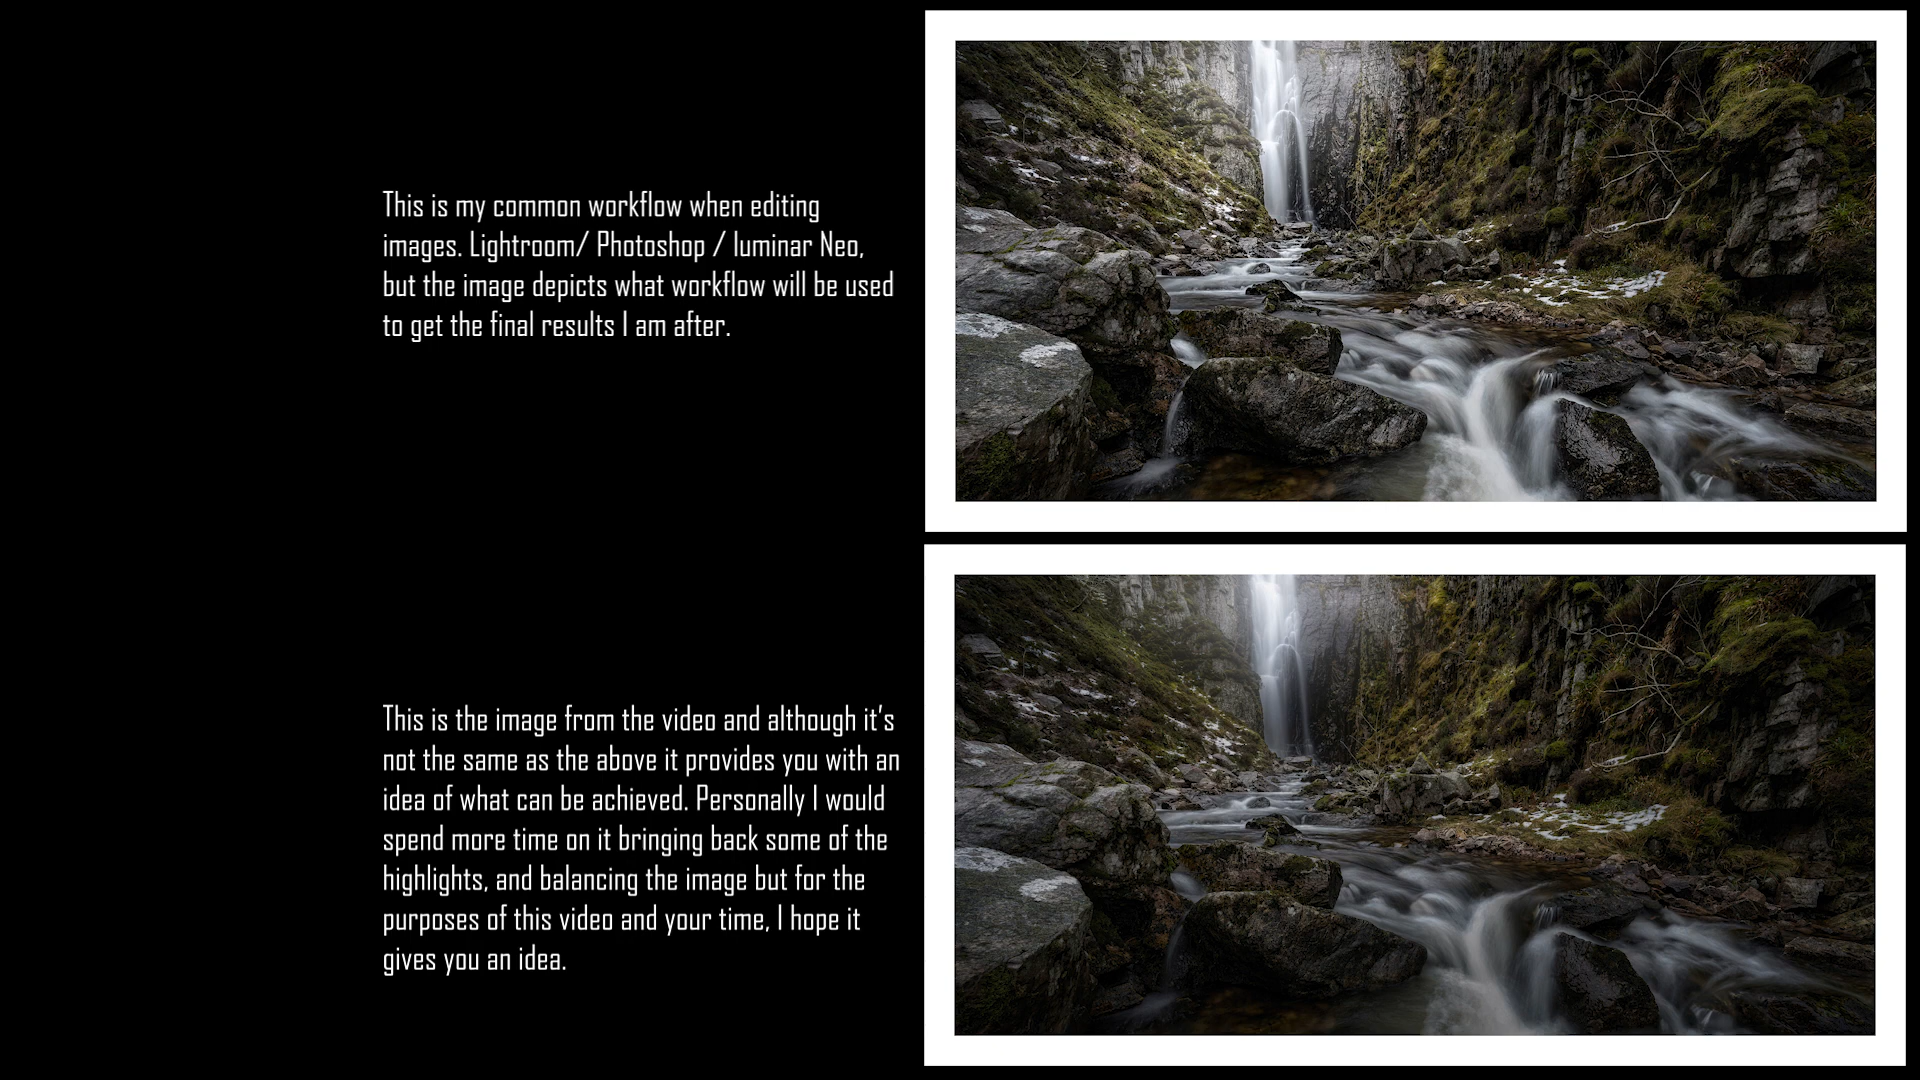 This is my common workflow when editing
images. Lightroom/ Photoshop / luminar Neo,
but the image depicts what workflow will be used
to get the final results I am after.
This is the image from the video and although it's
not the same as the above it provides you with an
idea of what can be achieved. Personally I would
spend more time on it bringing back some of the
highlights, and balancing the image but for the
purposes of this video and your time, I hope it
gives you an idea.